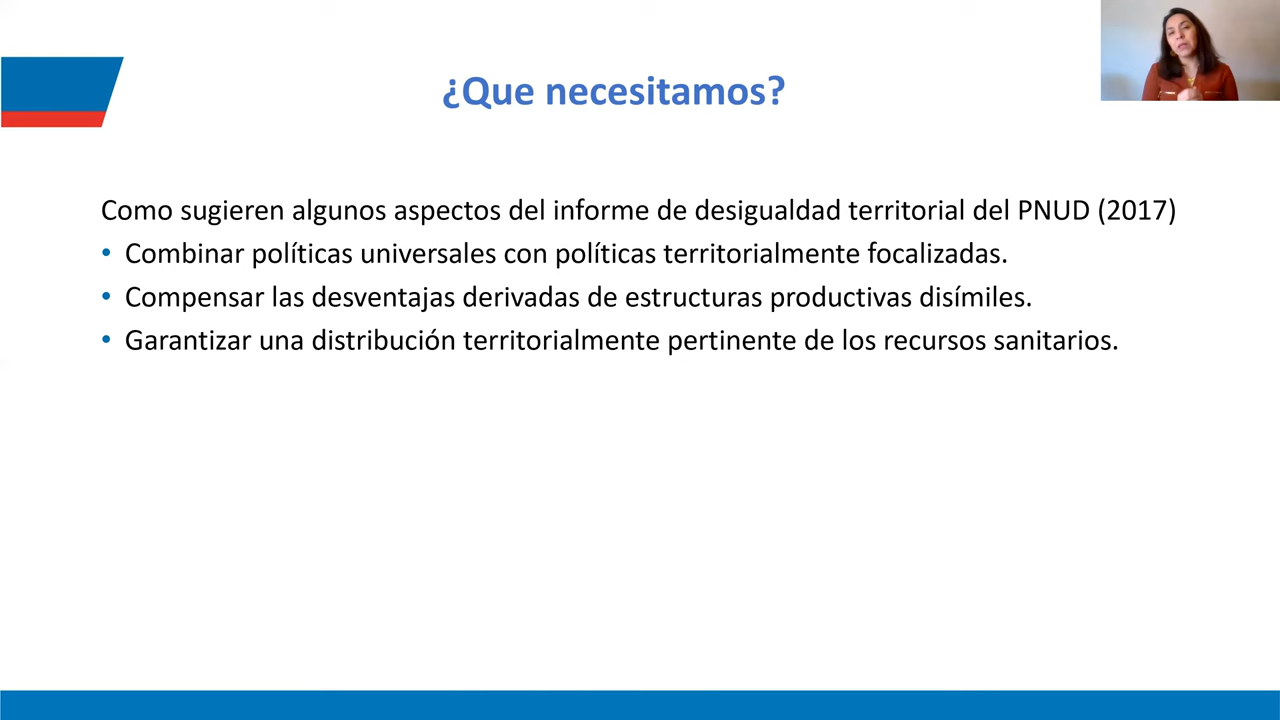 ¿Que necesitamos?
Como sugieren algunos aspectos del informe de desigualdad territorial del PNUD (2017)
• Combinar políticas universales con políticas territorialmente focalizadas.
• Compensar las desventajas derivadas de estructuras productivas disímiles.
• Garantizar una distribución territorialmente pertinente de los recursos sanitarios.